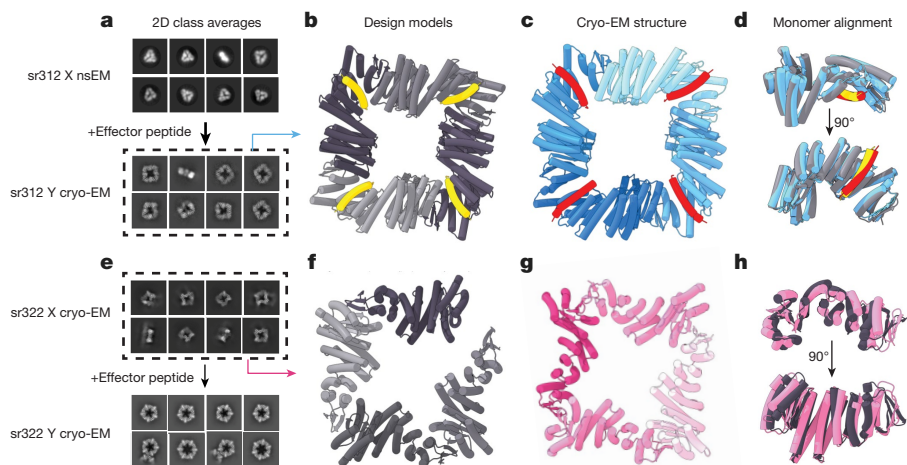 a 2D class averages
b Design models
c Cryo-EM structure
d Monomer alignment
sr312 X nsEM
+Effector peptide
90°
sr312 Y cryo-EM
e
f
g
h
sr322 X cryo-EM
+Effector peptide
90°
sr322 Y cryo-EM